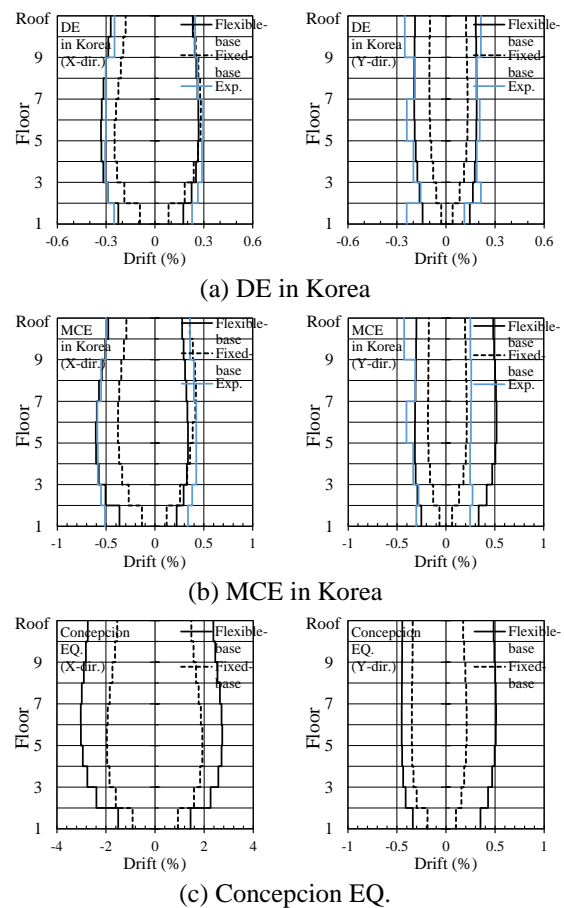 Roof
9
7
5
3
1
Floor
DE
in Korea
(X-dir.)
Flexible-
base
Fixed-
base
Exp.
-0.6 -0.3 0 0.3 0.6
Drift (%)
Roof
9
7
5
3
1
Floor
DE
in Korea
(Y-dir.)
Flexible-
base
Fixed-
base
Exp.
-0.6 -0.3 0 0.3 0.6
Drift (%)
(a) DE in Korea
Roof
9
7
5
3
1
Floor
MCE
in Korea
(X-dir.)
Flexible-
base
Fixed-
base
Exp.
-1 -0.5 0 0.5 1
Drift (%)
Roof
9
7
5
3
1
Floor
MCE
in Korea
(Y-dir.)
Flexible-
base
Fixed-
base
Exp.
-1 -0.5 0 0.5 1
Drift (%)
(b) MCE in Korea
Roof
9
7
5
3
1
Floor
Concepcion
EQ.
(X-dir.)
Flexible-
base
Fixed-
base
-4 -2 0 2 4
Drift (%)
Roof
9
7
5
3
1
Floor
Concepcion
EQ.
(Y-dir.)
Flexible-
base
Fixed-
base
-1 -0.5 0 0.5 1
Drift (%)
(c) Concepcion EQ.